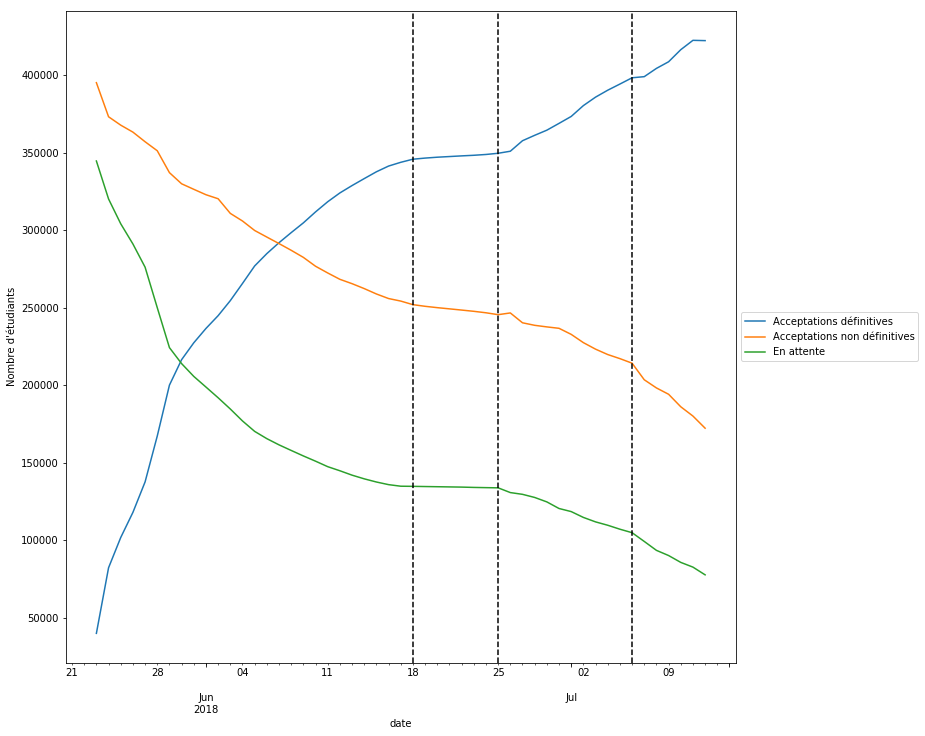 400000
350000
300000
250000
200000
150000
100000
50000
Nombre d'étudiants
21 28 04 11 18 25 02 09
Jun Jul
2018
date
Acceptations définitives
Acceptations non définitives
En attente